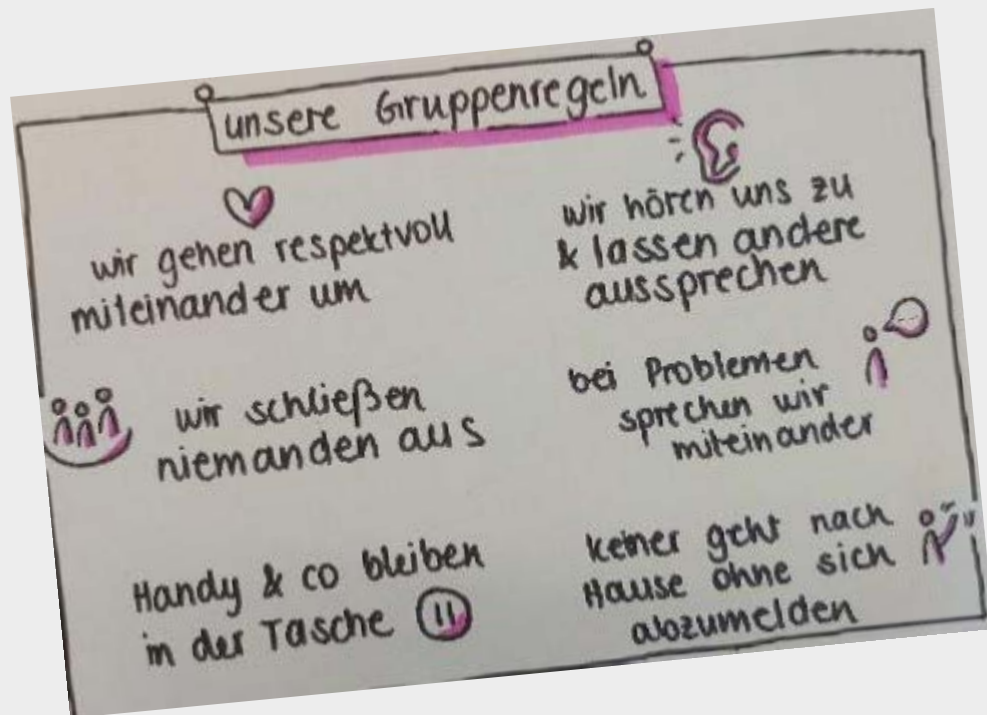 unsere Gruppenregeln
wir gehen respektvoll
miteinander um
wir hören uns zu
& lassen andere
aussprechen
wir schließen
niemanden aus
bei Problemen
sprechen wir
miteinander
Handy & co bleiben
in der Tasche
keiner geht nach
Hause ohne sich
abzumelden